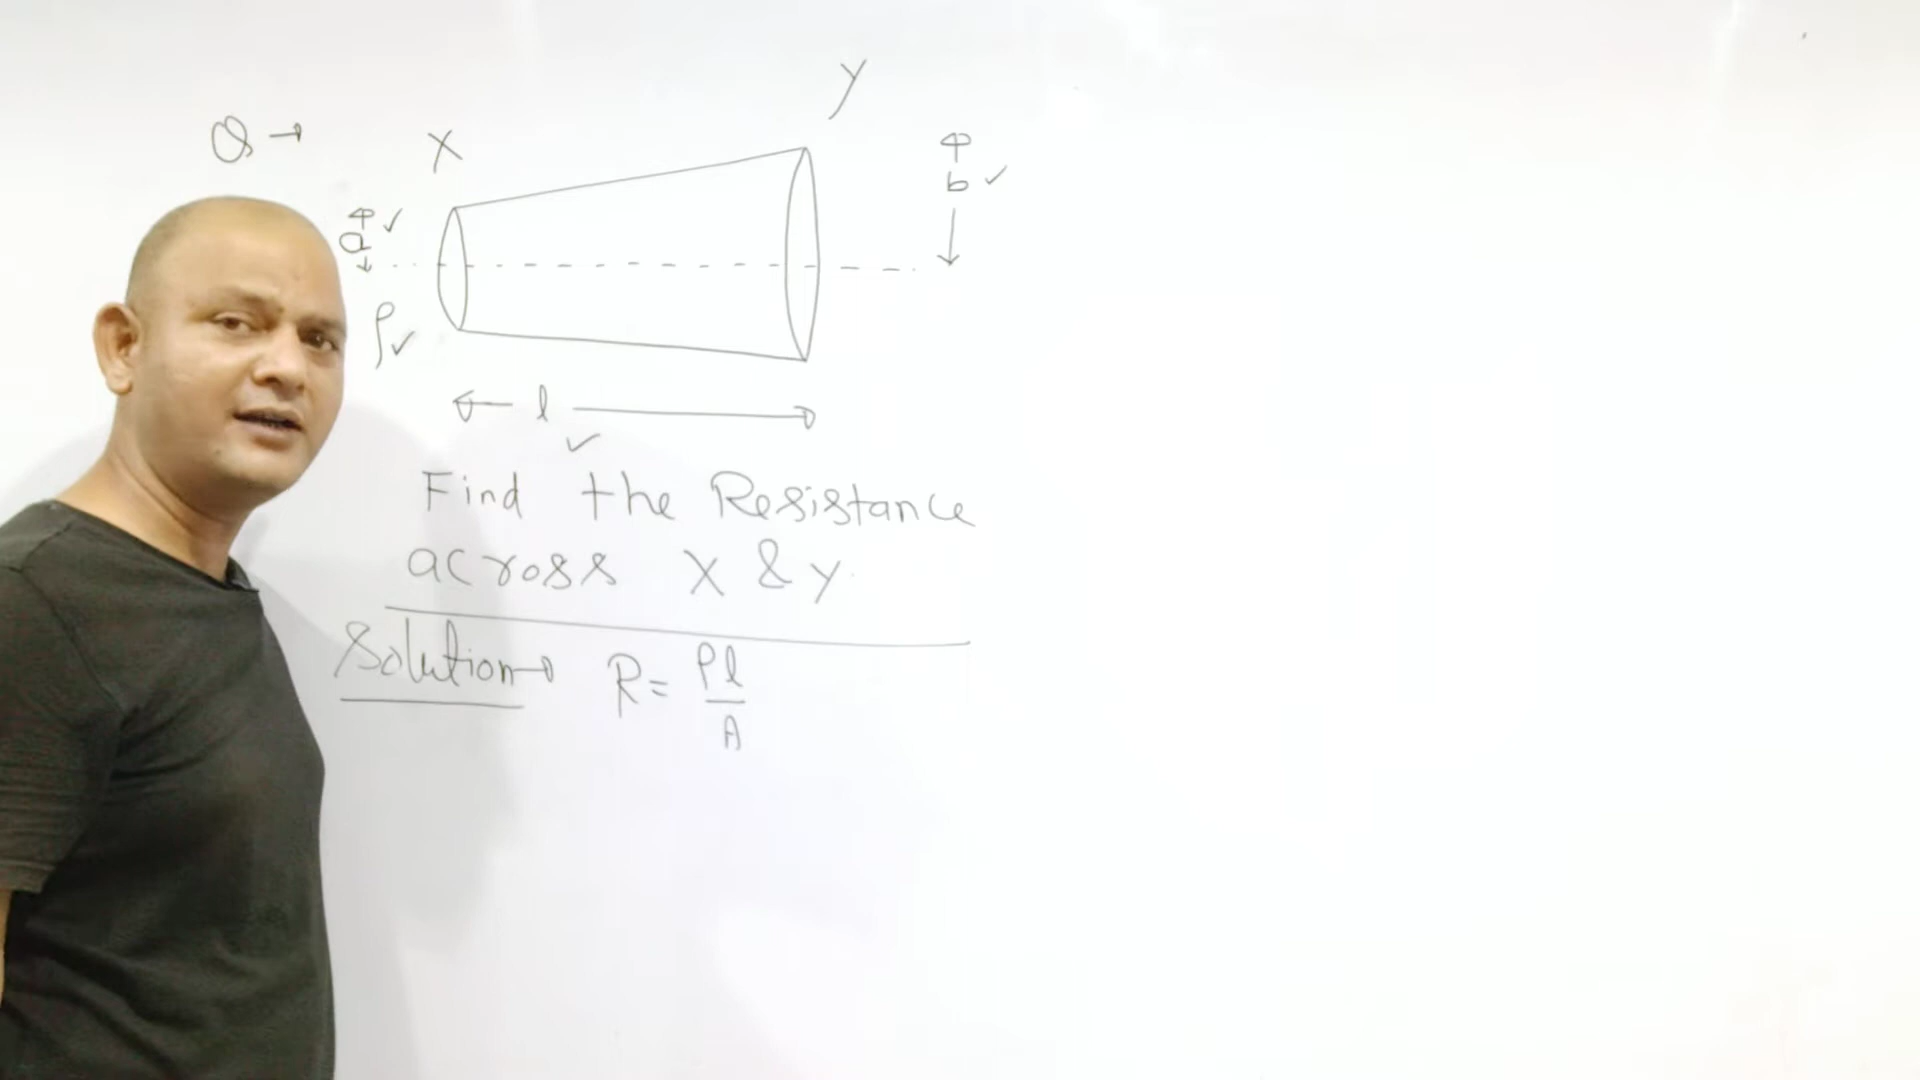 Q →
X
Y
a ✓
b ✓
ρ ✓
l
✓
Find the Resistance
across X & Y
Solution→ R = ρl/A